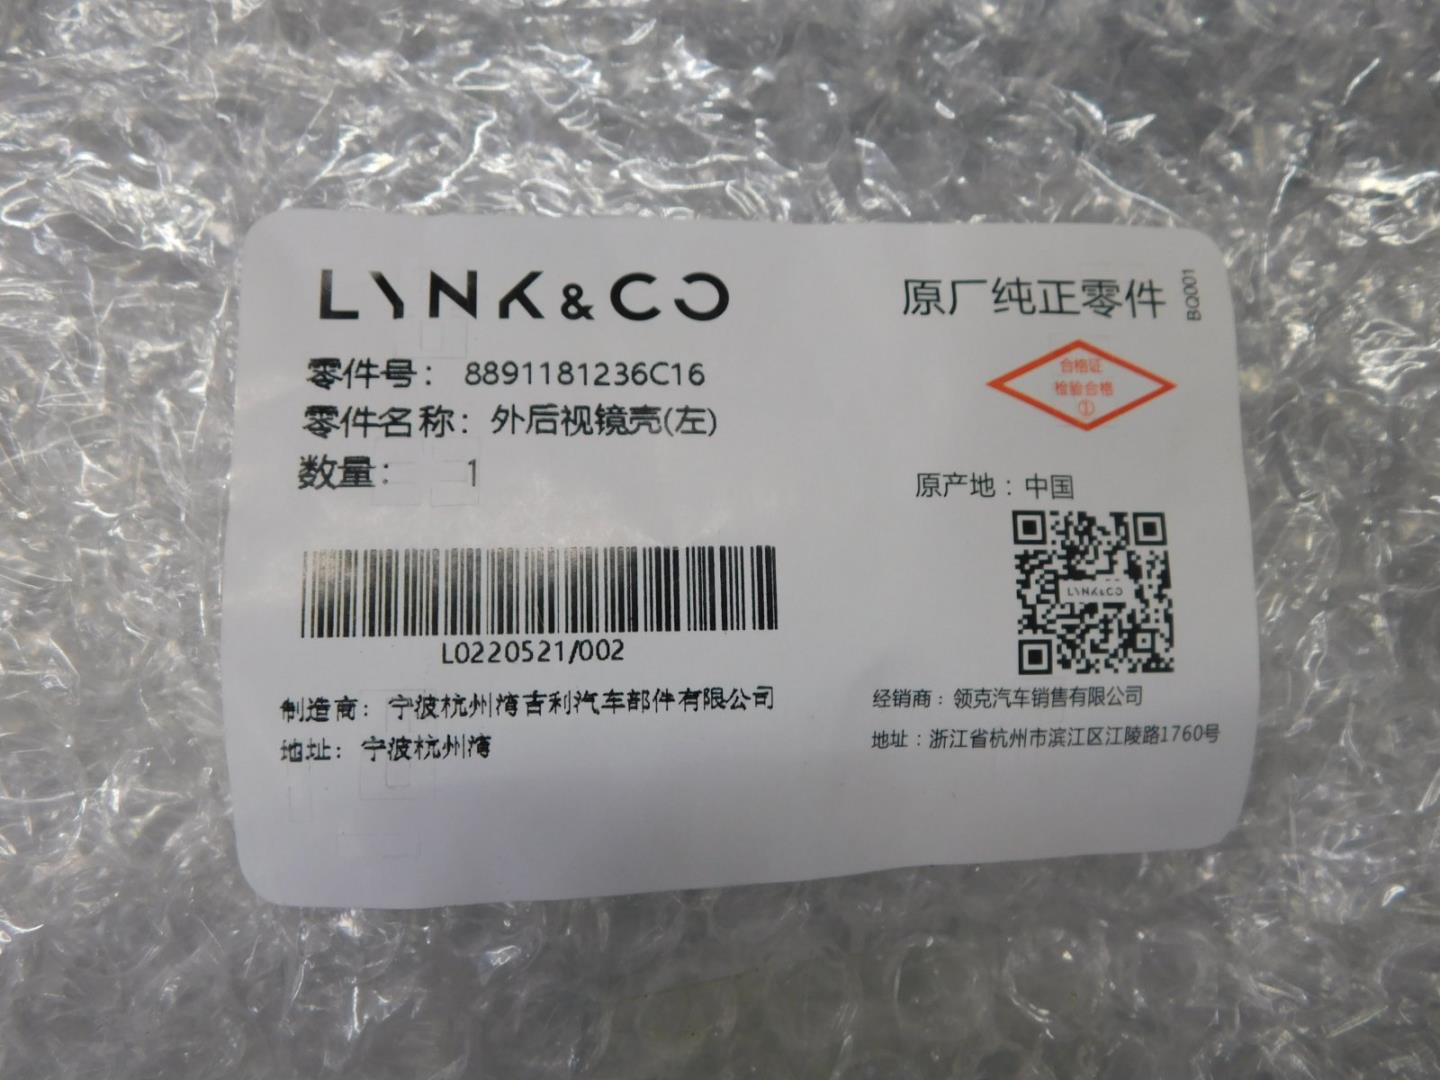 LYNK&CO
原厂纯正零件
BQ001
零件号： 8891181236C16
零件名称：外后视镜壳(左)
数量： 1
合格证
检验合格
①
原产地：中国
LYNK&CO
L0220521/002
制造商：宁波杭州湾吉利汽车部件有限公司
地址：宁波杭州湾
经销商：领克汽车销售有限公司
地址：浙江省杭州市滨江区江陵路1760号